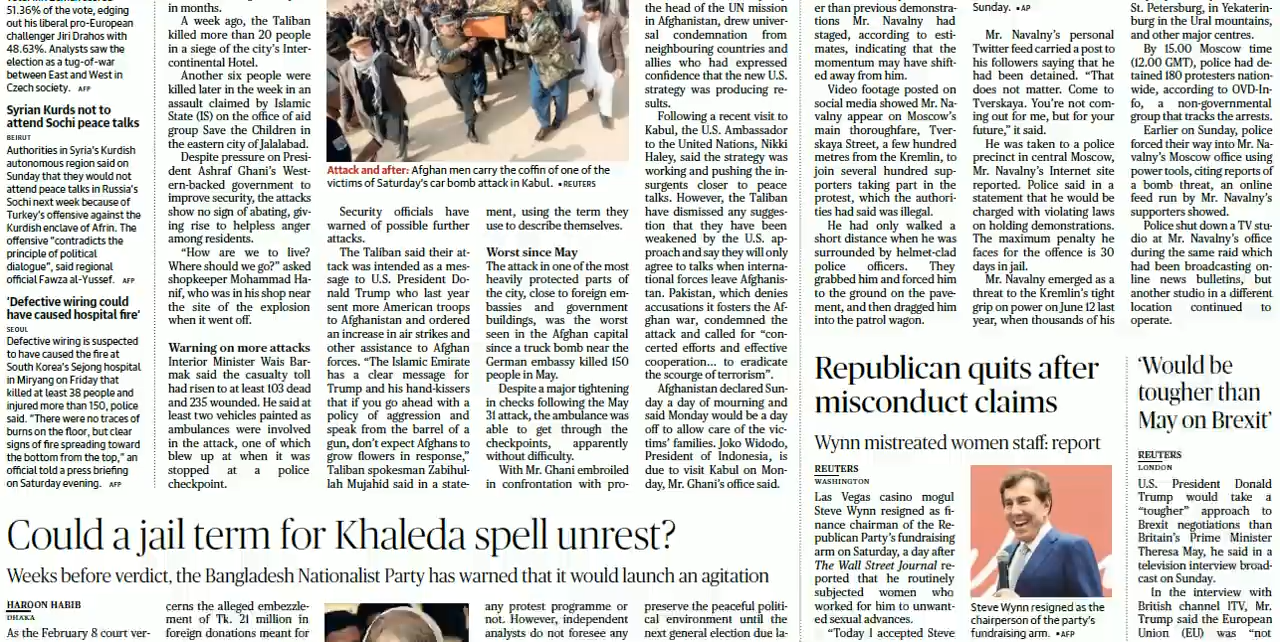 51.36% of the vote, edging
out his liberal pro-European
challenger Jiri Drahos with
48.63%. Analysts saw the
election as a tug-of-war
between East and West in
Czech society. AFP
Syrian Kurds not to
attend Sochi peace talks
BEIRUT
Authorities in Syria's Kurdish
autonomous region said on
Sunday that they would not
attend peace talks in Russia's
Sochi next week because of
Turkey's offensive against the
Kurdish enclave of Afrin. The
offensive "contradicts the
principle of political
dialogue", said regional
official Fawza al-Yussef. AFP
'Defective wiring could
have caused hospital fire'
SEOUL
Defective wiring is suspected
to have caused the fire at
South Korea's Sejong hospital
in Miryang on Friday that
killed at least 38 people and
injured more than 150, police
said. "There were no traces of
burns on the floor, but clear
signs of fire spreading toward
the bottom from the top," an
official told a press briefing
on Saturday evening. AFP
in months.
A week ago, the Taliban
killed more than 20 people
in a siege of the city's Inter-
continental Hotel.
Another six people were
killed later in the week in an
assault claimed by Islamic
State (IS) on the office of aid
group Save the Children in
the eastern city of Jalalabad.
Despite pressure on Presi-
dent Ashraf Ghani's West-
ern-backed government to
improve security, the attacks
show no sign of abating, giv-
ing rise to helpless anger
among residents.
"How are we to live?
Where should we go?" asked
shopkeeper Mohammad Ha-
nif, who was in his shop near
the site of the explosion
when it went off.
Warning on more attacks
Interior Minister Wais Bar-
mak said the casualty toll
had risen to at least 103 dead
and 235 wounded. He said at
least two vehicles painted as
ambulances were involved
in the attack, one of which
blew up at when it was
stopped at a police
checkpoint.
Attack and after: Afghan men carry the coffin of one of the
victims of Saturday's car bomb attack in Kabul. •REUTERS
Security officials have
warned of possible further
attacks.
The Taliban said their at-
tack was intended as a mes-
sage to U.S. President Do-
nald Trump who last year
sent more American troops
to Afghanistan and ordered
an increase in air strikes and
other assistance to Afghan
forces. "The Islamic Emirate
has a clear message for
Trump and his hand-kissers
that if you go ahead with a
policy of aggression and
speak from the barrel of a
gun, don't expect Afghans to
grow flowers in response,"
Taliban spokesman Zabihul-
lah Mujahid said in a state-
ment, using the term they
use to describe themselves.
Worst since May
The attack in one of the most
heavily protected parts of
the city, close to foreign em-
bassies and government
buildings, was the worst
seen in the Afghan capital
since a truck bomb near the
German embassy killed 150
people in May.
Despite a major tightening
in checks following the May
31 attack, the ambulance was
able to get through the
checkpoints, apparently
without difficulty.
With Mr. Ghani embroiled
in confrontation with pro-
the head of the UN mission
in Afghanistan, drew univer-
sal condemnation from
neighbouring countries and
allies who had expressed
confidence that the new U.S.
strategy was producing re-
sults.
Following a recent visit to
Kabul, the U.S. Ambassador
to the United Nations, Nikki
Haley, said the strategy was
working and pushing the in-
surgents closer to peace
talks. However, the Taliban
have dismissed any sugges-
tion that they have been
weakened by the U.S. ap-
proach and say they will only
agree to talks when interna-
tional forces leave Afghanis-
tan. Pakistan, which denies
accusations it fosters the Af-
ghan war, condemned the
attack and called for "con-
certed efforts and effective
cooperation... to eradicate
the scourge of terrorism".
Afghanistan declared Sun-
day a day of mourning and
said Monday would be a day
off to allow care of the vic-
tims' families. Joko Widodo,
President of Indonesia, is
due to visit Kabul on Mon-
day, Mr. Ghani's office said.
er than previous demonstra-
tions Mr. Navalny had
staged, according to esti-
mates, indicating that the
momentum may have shift-
ed away from him.
Video footage posted on
social media showed Mr. Na-
valny appear on Moscow's
main thoroughfare, Tver-
skaya Street, a few hundred
metres from the Kremlin, to
join several hundred sup-
porters taking part in the
protest, which the authori-
ties had said was illegal.
He had only walked a
short distance when he was
surrounded by helmet-clad
police officers. They
grabbed him and forced him
to the ground on the pave-
ment, and then dragged him
into the patrol wagon.
Sunday. •AP
Mr. Navalny's personal
Twitter feed carried a post to
his followers saying that he
had been detained. "That
does not matter. Come to
Tverskaya. You're not com-
ing out for me, but for your
future," it said.
He was taken to a police
precinct in central Moscow,
Mr. Navalny's Internet site
reported. Police said in a
statement that he would be
charged with violating laws
on holding demonstrations.
The maximum penalty he
faces for the offence is 30
days in jail.
Mr. Navalny emerged as a
threat to the Kremlin's tight
grip on power on June 12 last
year, when thousands of his
St. Petersburg, in Yekaterin-
burg in the Ural mountains,
and other major centres.
By 15.00 Moscow time
(12.00 GMT), police had de-
tained 180 protesters nation-
wide, according to OVD-In-
fo, a non-governmental
group that tracks the arrests.
Earlier on Sunday, police
forced their way into Mr. Na-
valny's Moscow office using
power tools, citing reports of
a bomb threat, an online
feed run by Mr. Navalny's
supporters showed.
Police shut down a TV stu-
dio at Mr. Navalny's office
during the same raid which
had been broadcasting on-
line news bulletins, but
another studio in a different
location continued to
operate.
Republican quits after
misconduct claims
Wynn mistreated women staff: report
REUTERS
WASHINGTON
Las Vegas casino mogul
Steve Wynn resigned as fi-
nance chairman of the Re-
publican Party's fundraising
arm on Saturday, a day after
The Wall Street Journal re-
ported that he routinely
subjected women who
worked for him to unwant-
ed sexual advances.
"Today I accepted Steve
Steve Wynn resigned as the
chairperson of the party's
fundraising arm. •AFP
'Would be
tougher than
May on Brexit'
REUTERS
LONDON
U.S. President Donald
Trump would take a
"tougher" approach to
Brexit negotiations than
Britain's Prime Minister
Theresa May, he said in a
television interview broad-
cast on Sunday.
In the interview with
British channel ITV, Mr.
Trump said the European
Union (EU) was "not
Could a jail term for Khaleda spell unrest?
Weeks before verdict, the Bangladesh Nationalist Party has warned that it would launch an agitation
HAROON HABIB
DHAKA
As the February 8 court ver-
cerns the alleged embezzle-
ment of Tk. 21 million in
foreign donations meant for
any protest programme or
not. However, independent
analysts do not foresee any
preserve the peaceful politi-
cal environment until the
next general election due la-